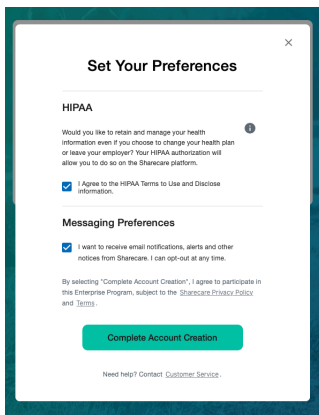 Set Your Preferences
HIPAA
Would you like to retain and manage your health
information even if you choose to change your health plan
or leave your employer? Your HIPAA authorization will
allow you to do so on the Sharecare platform.
I Agree to the HIPAA Terms to Use and Disclose
information.
Messaging Preferences
I want to receive email notifications, alerts and other
notices from Sharecare. I can opt-out at any time.
By selecting "Complete Account Creation", I agree to participate in
this Enterprise Program, subject to the Sharecare Privacy Policy
and Terms.
Complete Account Creation
Need help? Contact Customer Service.